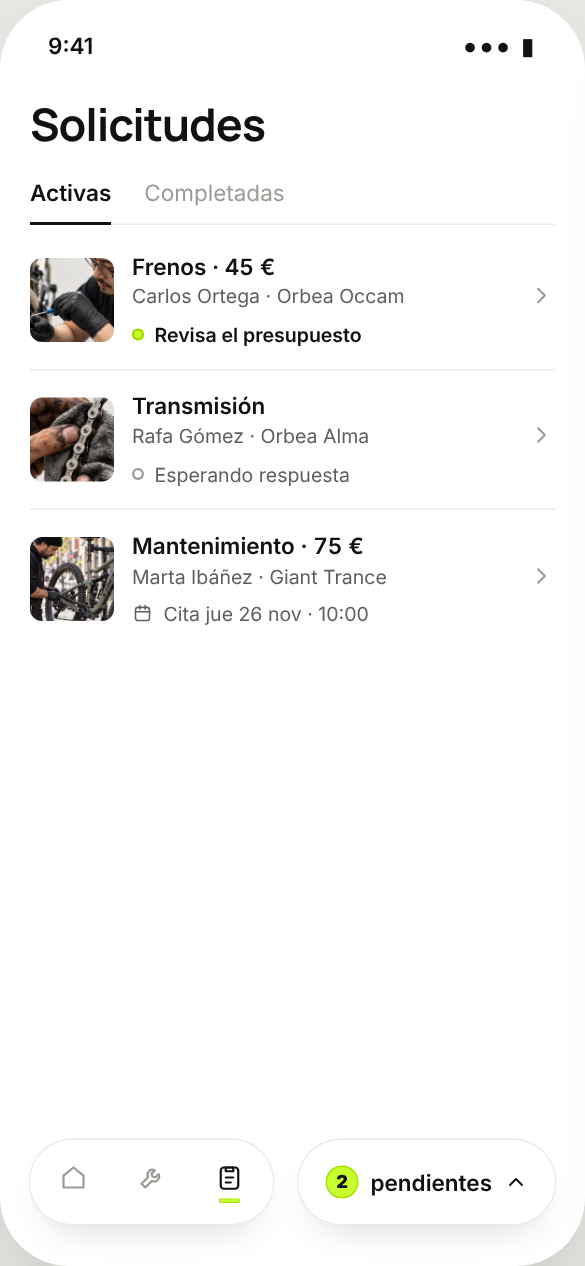 9:41
Solicitudes
Activas Completadas
Frenos · 45 €
Carlos Ortega · Orbea Occam
Revisa el presupuesto
Transmisión
Rafa Gómez · Orbea Alma
Esperando respuesta
Mantenimiento · 75 €
Marta Ibáñez · Giant Trance
Cita jue 26 nov · 10:00
2 pendientes